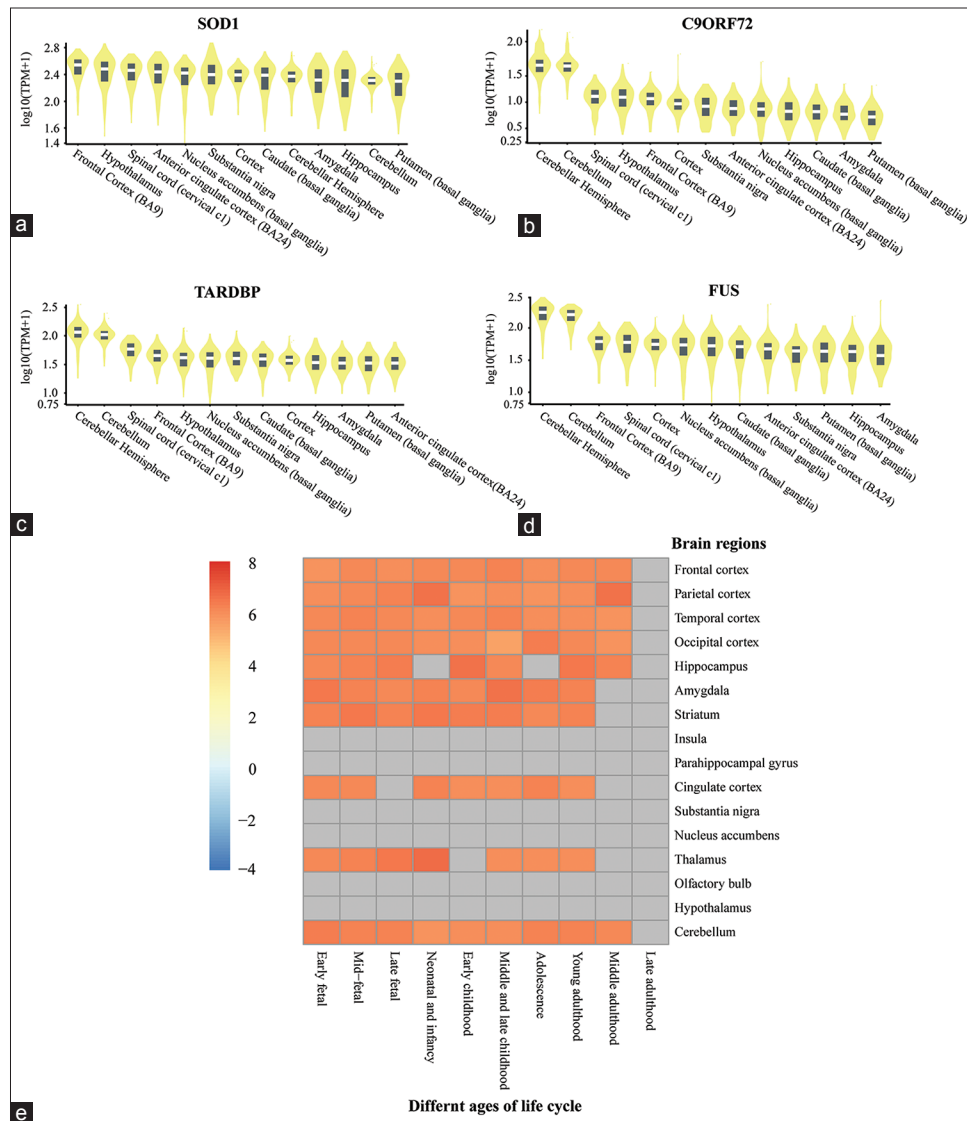 SOD1
log10(TPM+1)
2.8
2.4
2.0
1.6
1.4
Frontal Cortex (BA9)
Hypothalamus
Spinal cord (cervical c1)
Anterior cingulate cortex (BA24)
Nucleus accumbens (basal ganglia)
Substantia nigra
Cortex
Caudate (basal ganglia)
Cerebellar Hemisphere
Amygdala
Hippocampus
Cerebellum
Putamen (basal ganglia)
a
C9ORF72
log10(TPM+1)
2.0
1.5
1.0
0.5
0.25
Cerebellar Hemisphere
Cerebellum
Spinal cord (cervical c1)
Hypothalamus
Frontal Cortex (BA9)
Cortex
Substantia nigra
Anterior cingulate cortex (BA24)
Nucleus accumbens (basal ganglia)
Hippocampus
Caudate (basal ganglia)
Amygdala
Putamen (basal ganglia)
b
TARDBP
log10(TPM+1)
2.5
2.0
1.5
1.0
0.75
Cerebellar Hemisphere
Cerebellum
Spinal cord (cervical c1)
Frontal Cortex (BA9)
Hypothalamus
Nucleus accumbens (basal ganglia)
Substantia nigra
Caudate (basal ganglia)
Cortex
Hippocampus
Amygdala
Putamen (basal ganglia)
Anterior cingulate cortex(BA24)
c
FUS
log10(TPM+1)
2.5
2.0
1.5
1.0
0.75
Cerebellar Hemisphere
Cerebellum
Frontal Cortex (BA9)
Spinal cord (cervical c1)
Cortex
Nucleus accumbens (basal ganglia)
Hypothalamus
Caudate (basal ganglia)
Anterior cingulate cortex (BA24)
Substantia nigra
Putamen (basal ganglia)
Hippocampus
Amygdala
d
8
6
4
2
0
−2
−4
Brain regions
Frontal cortex
Parietal cortex
Temporal cortex
Occipital cortex
Hippocampus
Amygdala
Striatum
Insula
Parahippocampal gyrus
Cingulate cortex
Substantia nigra
Nucleus accumbens
Thalamus
Olfactory bulb
Hypothalamus
Cerebellum
Early fetal
Mid−fetal
Late fetal
Neonatal and infancy
Early childhood
Middle and late childhood
Adolescence
Young adulthood
Middle adulthood
Late adulthood
Differnt ages of life cycle
e